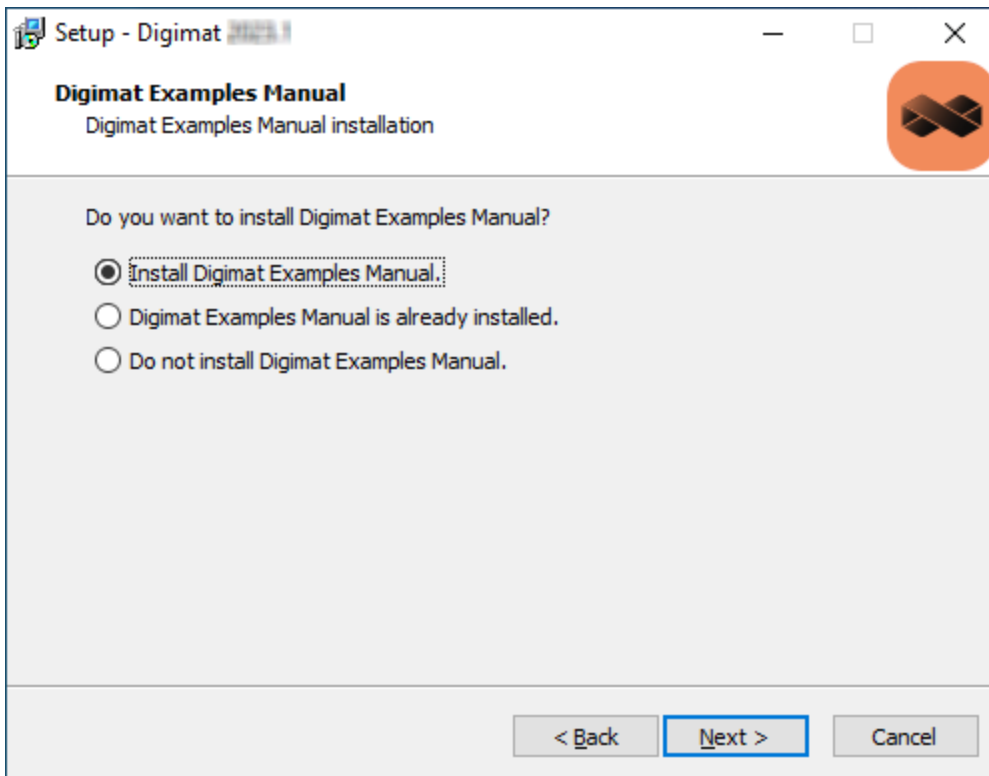 Setup - Digimat
Digimat Examples Manual
Digimat Examples Manual installation
Do you want to install Digimat Examples Manual?
Install Digimat Examples Manual.
Digimat Examples Manual is already installed.
Do not install Digimat Examples Manual.
< Back
Next >
Cancel